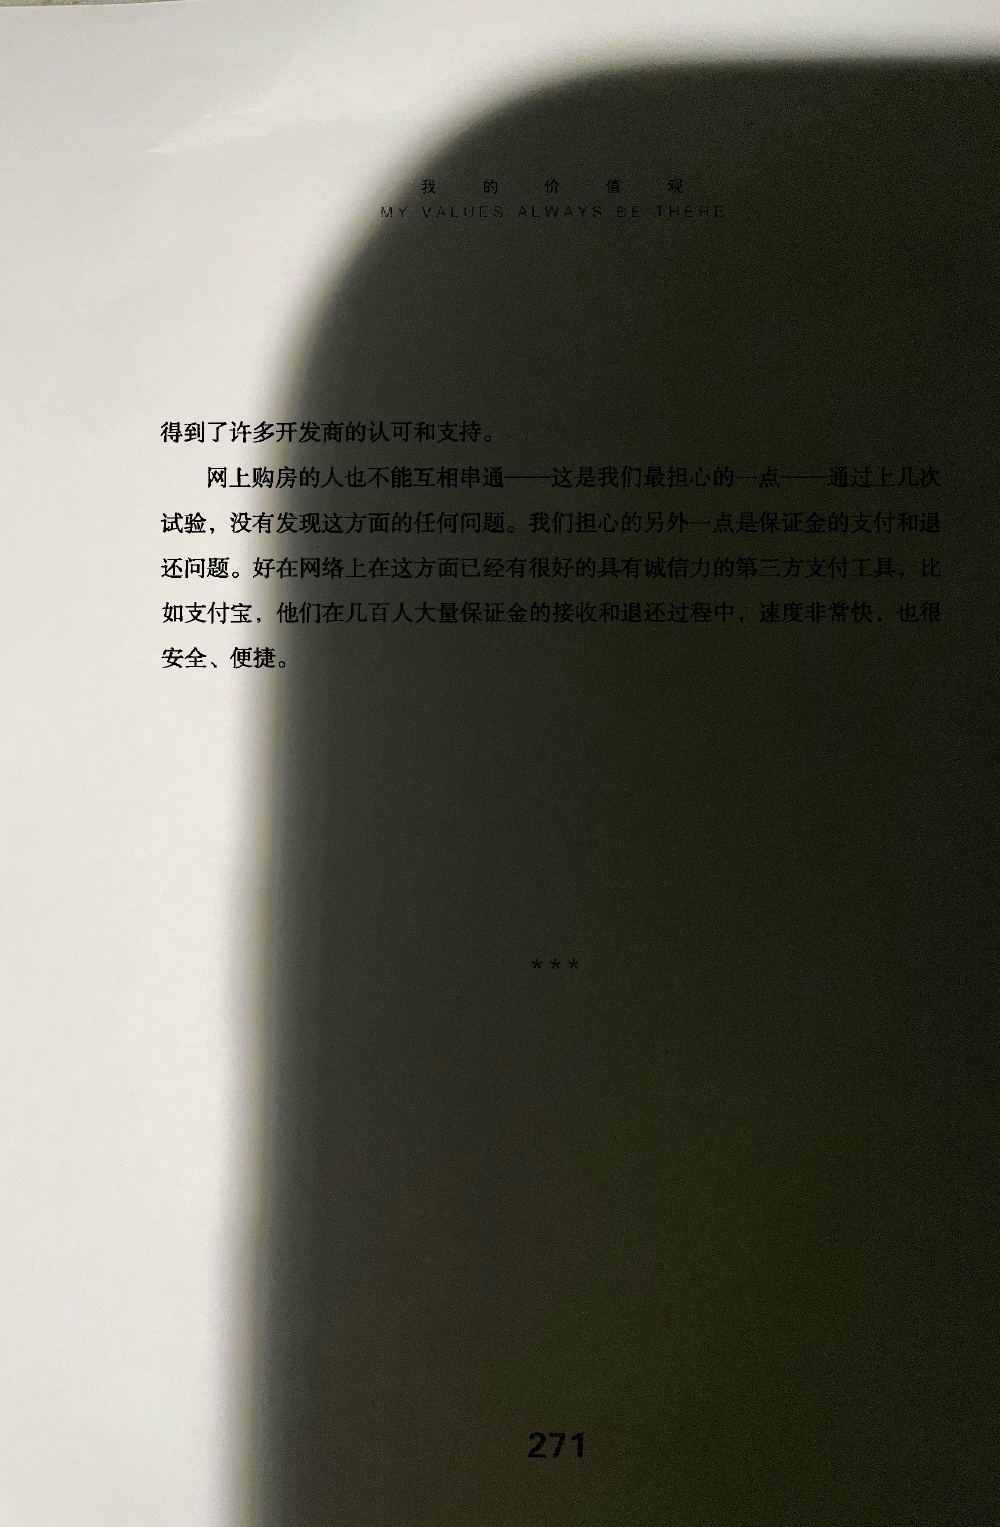 我的价值观
MY VALUES ALWAYS BE THERE
得到了许多开发商的认可和支持。
网上购房的人也不能互相串通——这是我们最担心的一点——通过上几次
试验，没有发现这方面的任何问题。我们担心的另外一点是保证金的支付和退
还问题。好在网络上在这方面已经有很好的具有诚信力的第三方支付工具，比
如支付宝，他们在几百人大量保证金的接收和退还过程中，速度非常快，也很
安全、便捷。
***
271